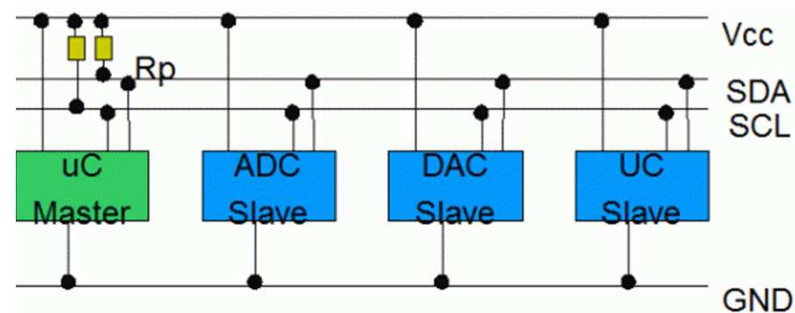 Vcc
Rp
SDA
SCL
uC
Master
ADC
Slave
DAC
Slave
UC
Slave
GND